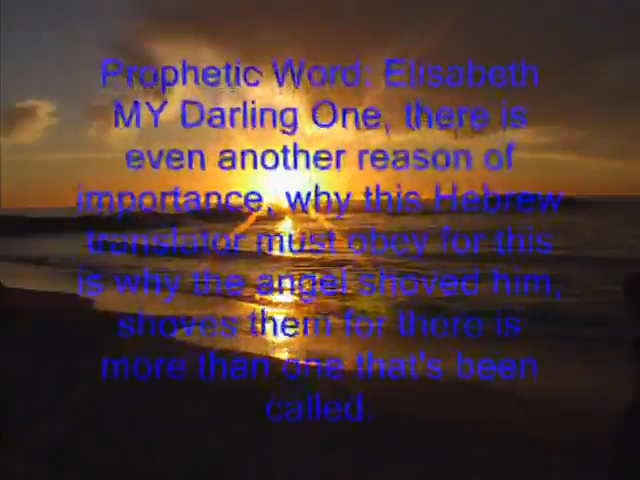 Prophetic Word: Elisabeth
MY Darling One, there is
even another reason of
importance, why this Hebrew
translator must obey for this
is why the angel shoved him,
shoves them for there is
more than one that's been
called.